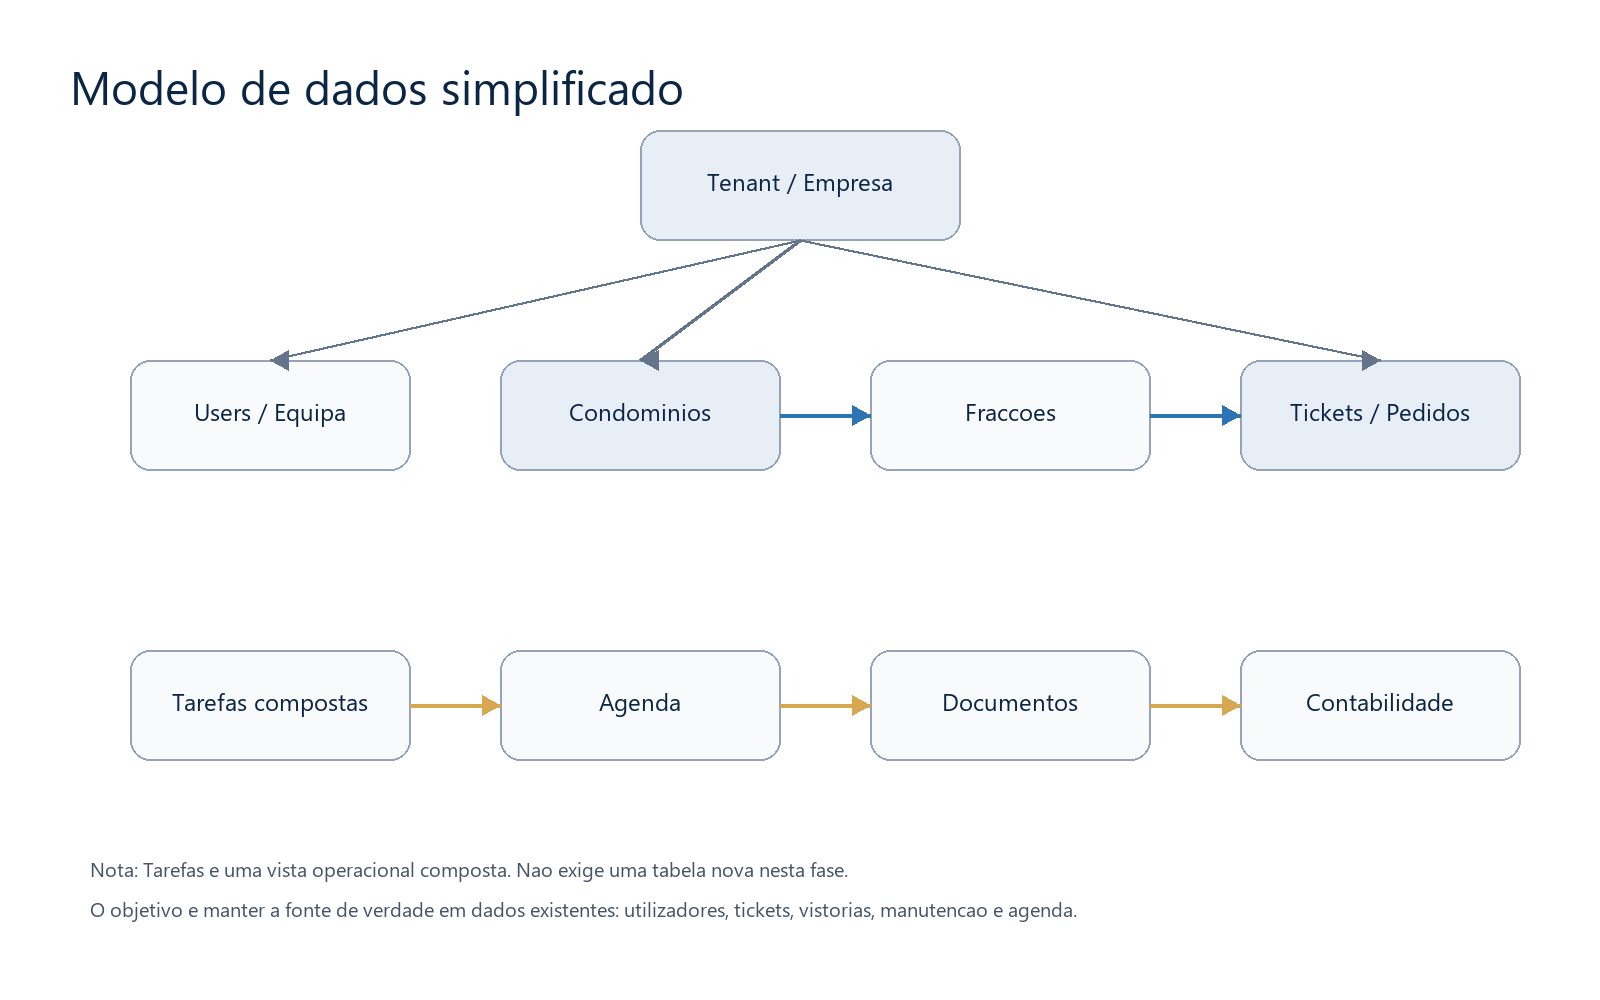 Modelo de dados simplificado
Tenant / Empresa
Users / Equipa
Condominios
Fraccoes
Tickets / Pedidos
Tarefas compostas
Agenda
Documentos
Contabilidade
Nota: Tarefas e uma vista operacional composta. Nao exige uma tabela nova nesta fase.
O objetivo e manter a fonte de verdade em dados existentes: utilizadores, tickets, vistorias, manutencao e agenda.